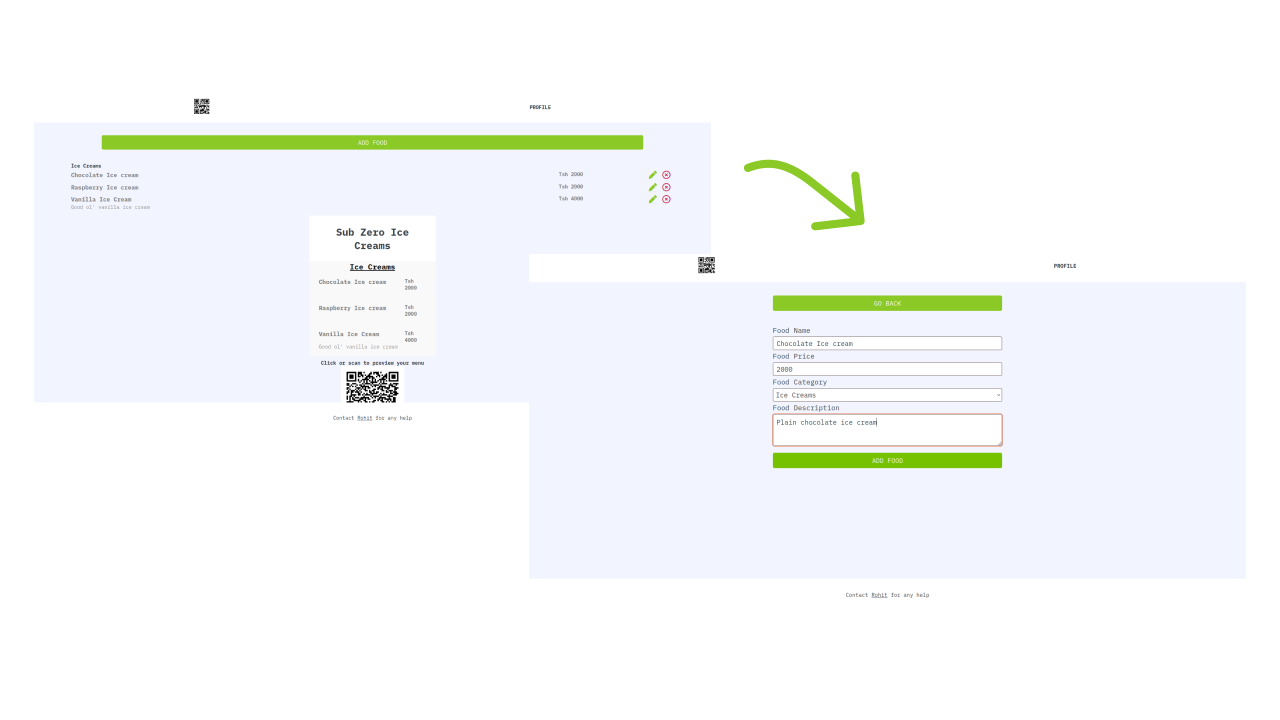 PROFILE
ADD FOOD
Ice Creams
Chocolate Ice cream Tsh 2000
Raspberry Ice cream Tsh 2000
Vanilla Ice Cream Tsh 4000
Good ol' vanilla ice cream
Sub Zero Ice
Creams
Ice Creams
Chocolate Ice cream Tsh
2000
Raspberry Ice cream Tsh
2000
Vanilla Ice Cream Tsh
4000
Good ol' vanilla ice cream
Click or scan to preview your menu
Contact Rohit for any help
PROFILE
GO BACK
Food Name
Chocolate Ice cream
Food Price
2000
Food Category
Ice Creams
Food Description
Plain chocolate ice cream
ADD FOOD
Contact Rohit for any help